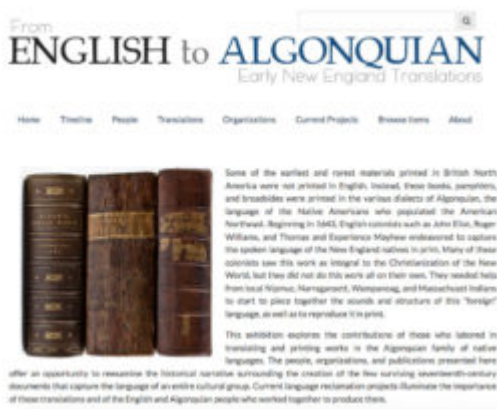 From
ENGLISH to ALGONQUIAN
Early New England Translations
Home Timeline People Translations Organizations Current Projects Browse Items About
Some of the earliest and rarest materials printed in British North
America were not printed in English. Instead, these books, pamphlets,
and broadsides were printed in the various dialects of Algonquian, the
language of the Native Americans who populated the American
Northeast. Beginning in 1643, English colonists such as John Eliot, Roger
Williams, and Thomas and Experience Mayhew endeavored to capture
the spoken language of the New England natives in print. Many of these
colonists saw this work as integral to the Christianization of the New
World, but they did not do this work all on their own. They needed help
from local Nipmuc, Narragansett, Wampanoag, and Massachusett Indians
to start to piece together the sounds and structure of this "foreign"
language, as well as to reproduce it in print.
This exhibition explores the contributions of those who labored in
translating and printing works in the Algonquian family of native
languages. The people, organizations, and publications presented here
offer an opportunity to reexamine the historical narrative surrounding the creation of the few surviving seventeenth-century
documents that capture the language of an entire cultural group. Current language reclamation projects illuminate the importance
of these translations and of the English and Algonquian people who worked together to produce them.